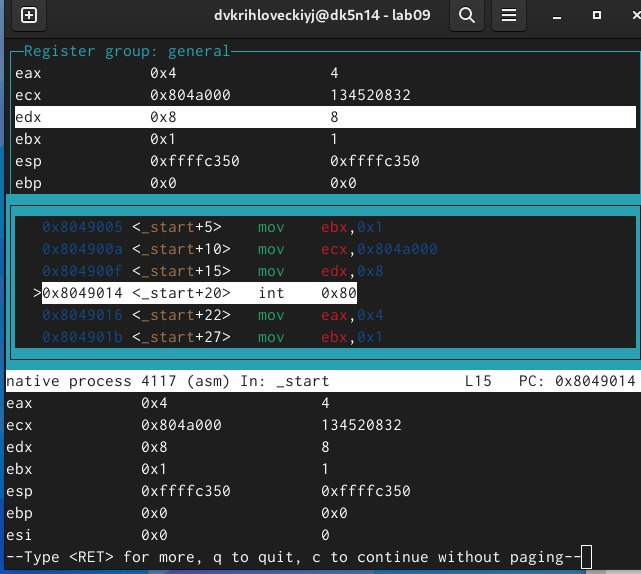 dvkrihloveckiyj@dk5n14 - lab09
Register group: general
eax 0x4 4
ecx 0x804a000 134520832
edx 0x8 8
ebx 0x1 1
esp 0xffffc350 0xffffc350
ebp 0x0 0x0
0x8049005 <_start+5> mov ebx,0x1
0x804900a <_start+10> mov ecx,0x804a000
0x804900f <_start+15> mov edx,0x8
>0x8049014 <_start+20> int 0x80
0x8049016 <_start+22> mov eax,0x4
0x804901b <_start+27> mov ebx,0x1
native process 4117 (asm) In: _start L15 PC: 0x8049014
eax 0x4 4
ecx 0x804a000 134520832
edx 0x8 8
ebx 0x1 1
esp 0xffffc350 0xffffc350
ebp 0x0 0x0
esi 0x0 0
--Type <RET> for more, q to quit, c to continue without paging--